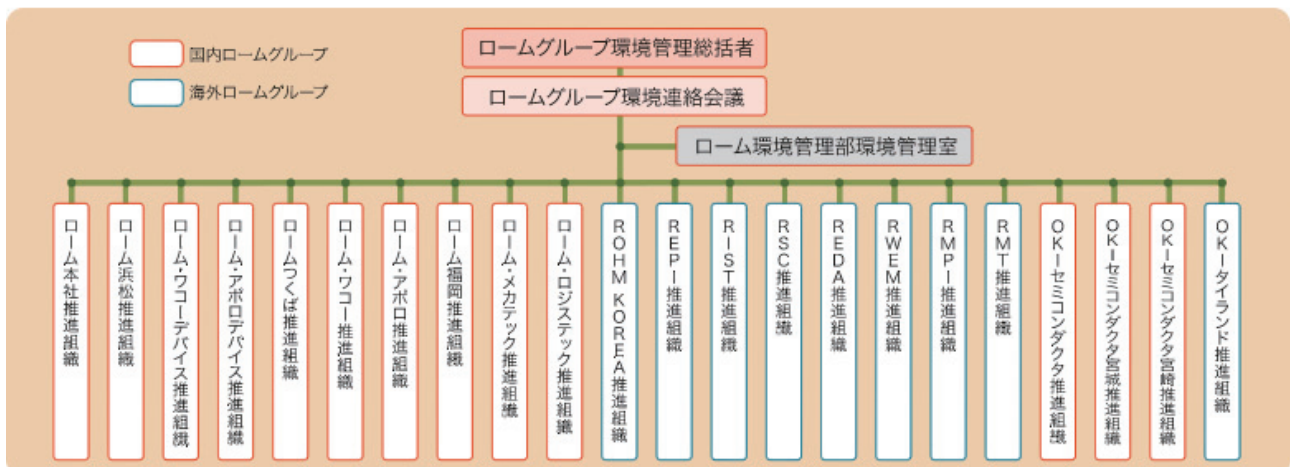 国内ロームグループ
海外ロームグループ
ロームグループ環境管理総括者
ロームグループ環境連絡会議
ローム環境管理部環境管理室
ローム本社推進組織
ローム浜松推進組織
ローム・ワコーデバイス推進組織
ローム・アポロデバイス推進組織
ロームつくば推進組織
ローム・ワコー推進組織
ローム・アポロ推進組織
ローム福岡推進組織
ローム・メカテック推進組織
ローム・ロジステック推進組織
ROHM KOREA推進組織
REPI推進組織
RIST推進組織
RSC推進組織
REDA推進組織
RWEM推進組織
RMPI推進組織
RMT推進組織
OKIセミコンダクタ推進組織
OKIセミコンダクタ宮城推進組織
OKIセミコンダクタ宮崎推進組織
OKIタイランド推進組織